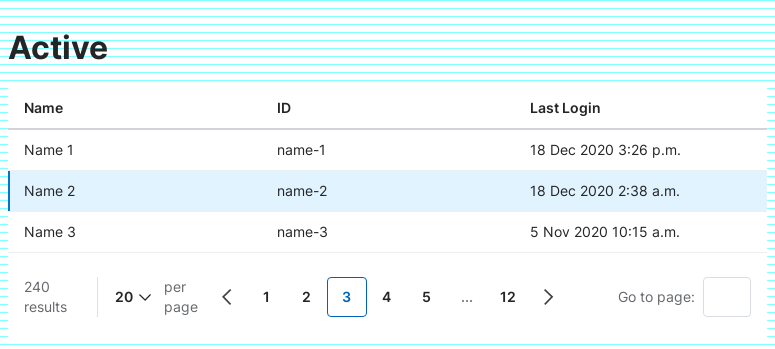 Active
Name ID Last Login
Name 1 name-1 18 Dec 2020 3:26 p.m.
Name 2 name-2 18 Dec 2020 2:38 a.m.
Name 3 name-3 5 Nov 2020 10:15 a.m.
240 results 20 per page 1 2 3 4 5 ... 12 Go to page: